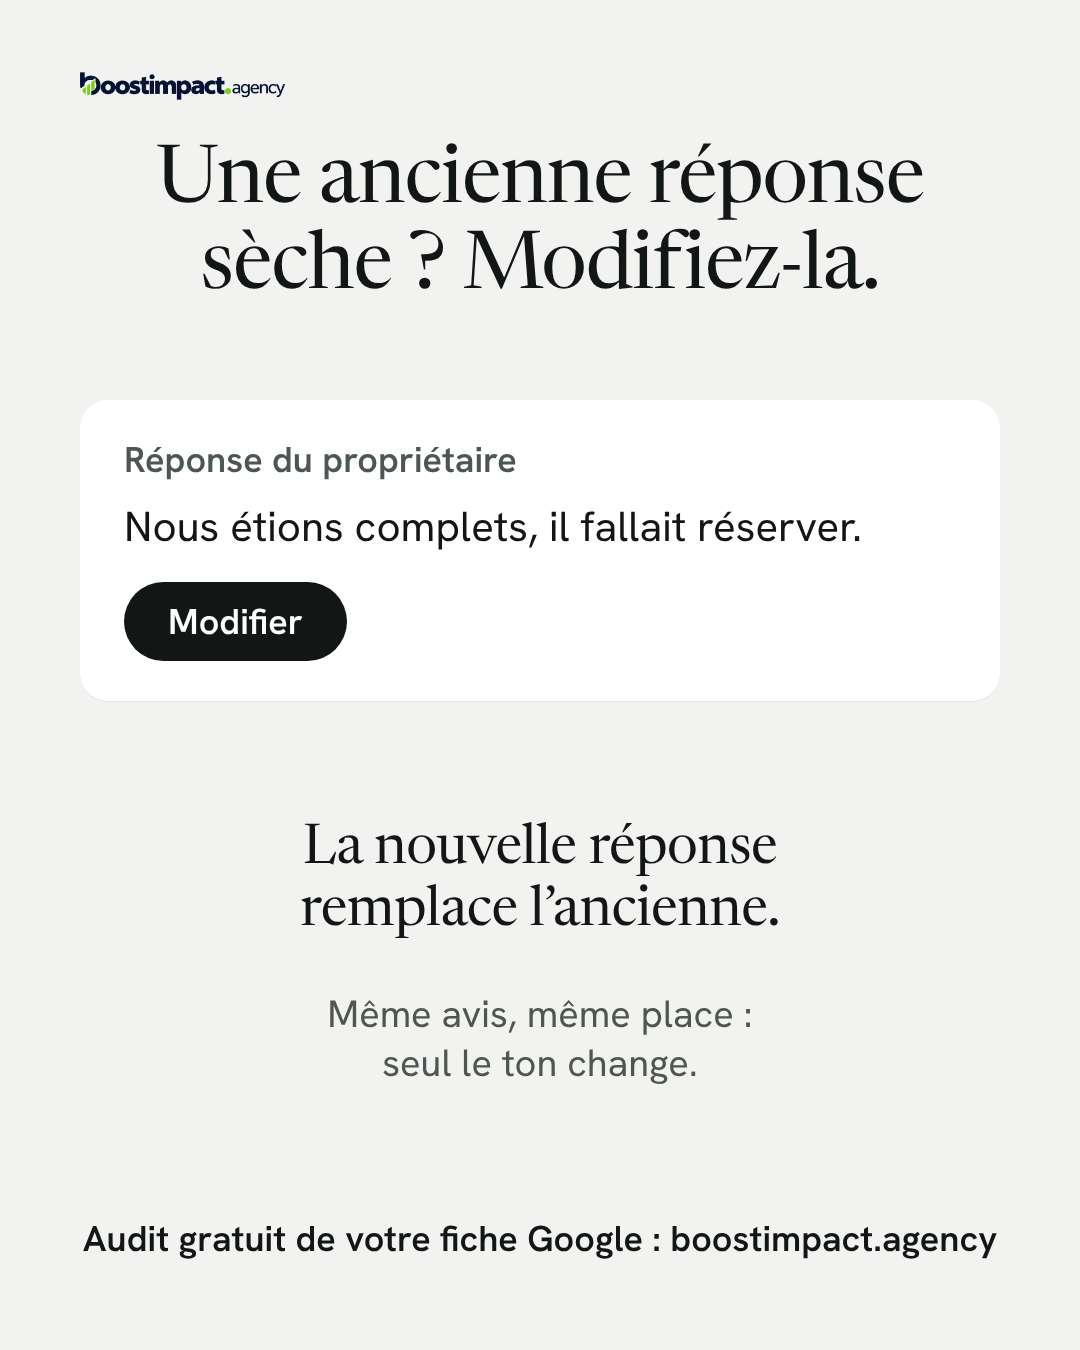 boostimpact.agency
Une ancienne réponse
sèche ? Modifiez-la.
Réponse du propriétaire
Nous étions complets, il fallait réserver.
Modifier
La nouvelle réponse
remplace l’ancienne.
Même avis, même place :
seul le ton change.
Audit gratuit de votre fiche Google : boostimpact.agency